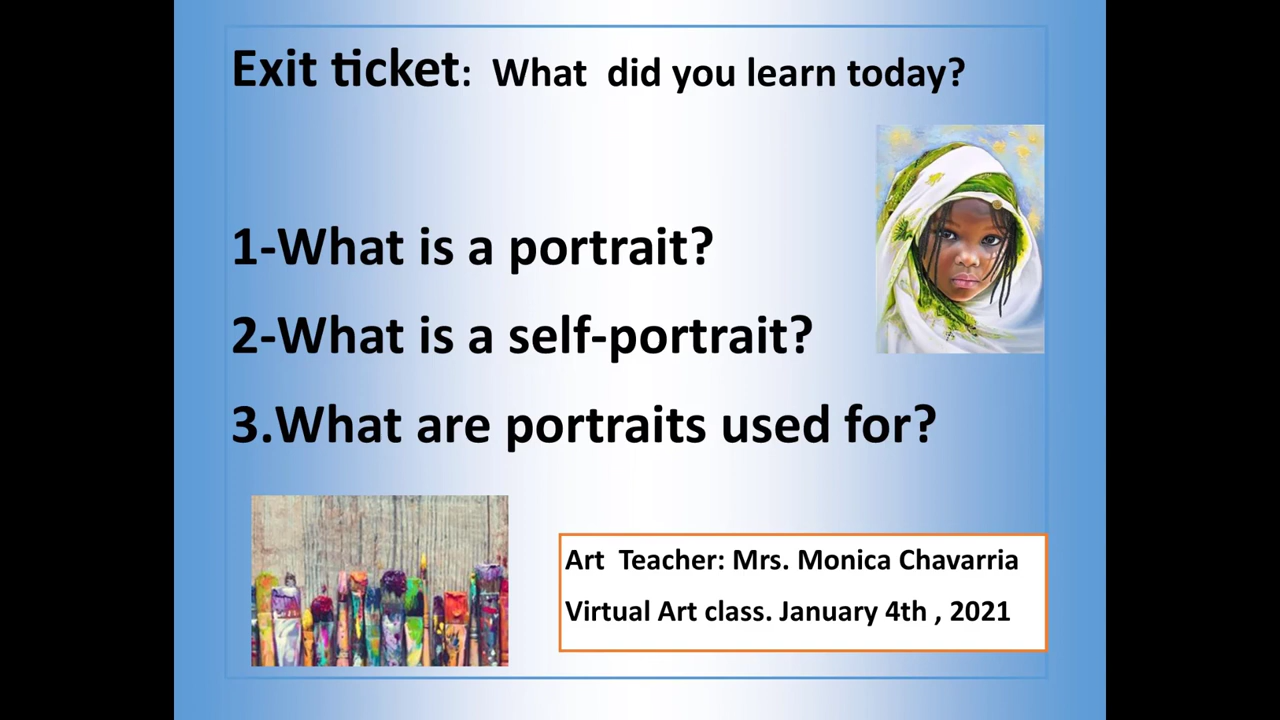 Exit ticket: What did you learn today?
1-What is a portrait?
2-What is a self-portrait?
3.What are portraits used for?
Art Teacher: Mrs. Monica Chavarria
Virtual Art class. January 4th , 2021